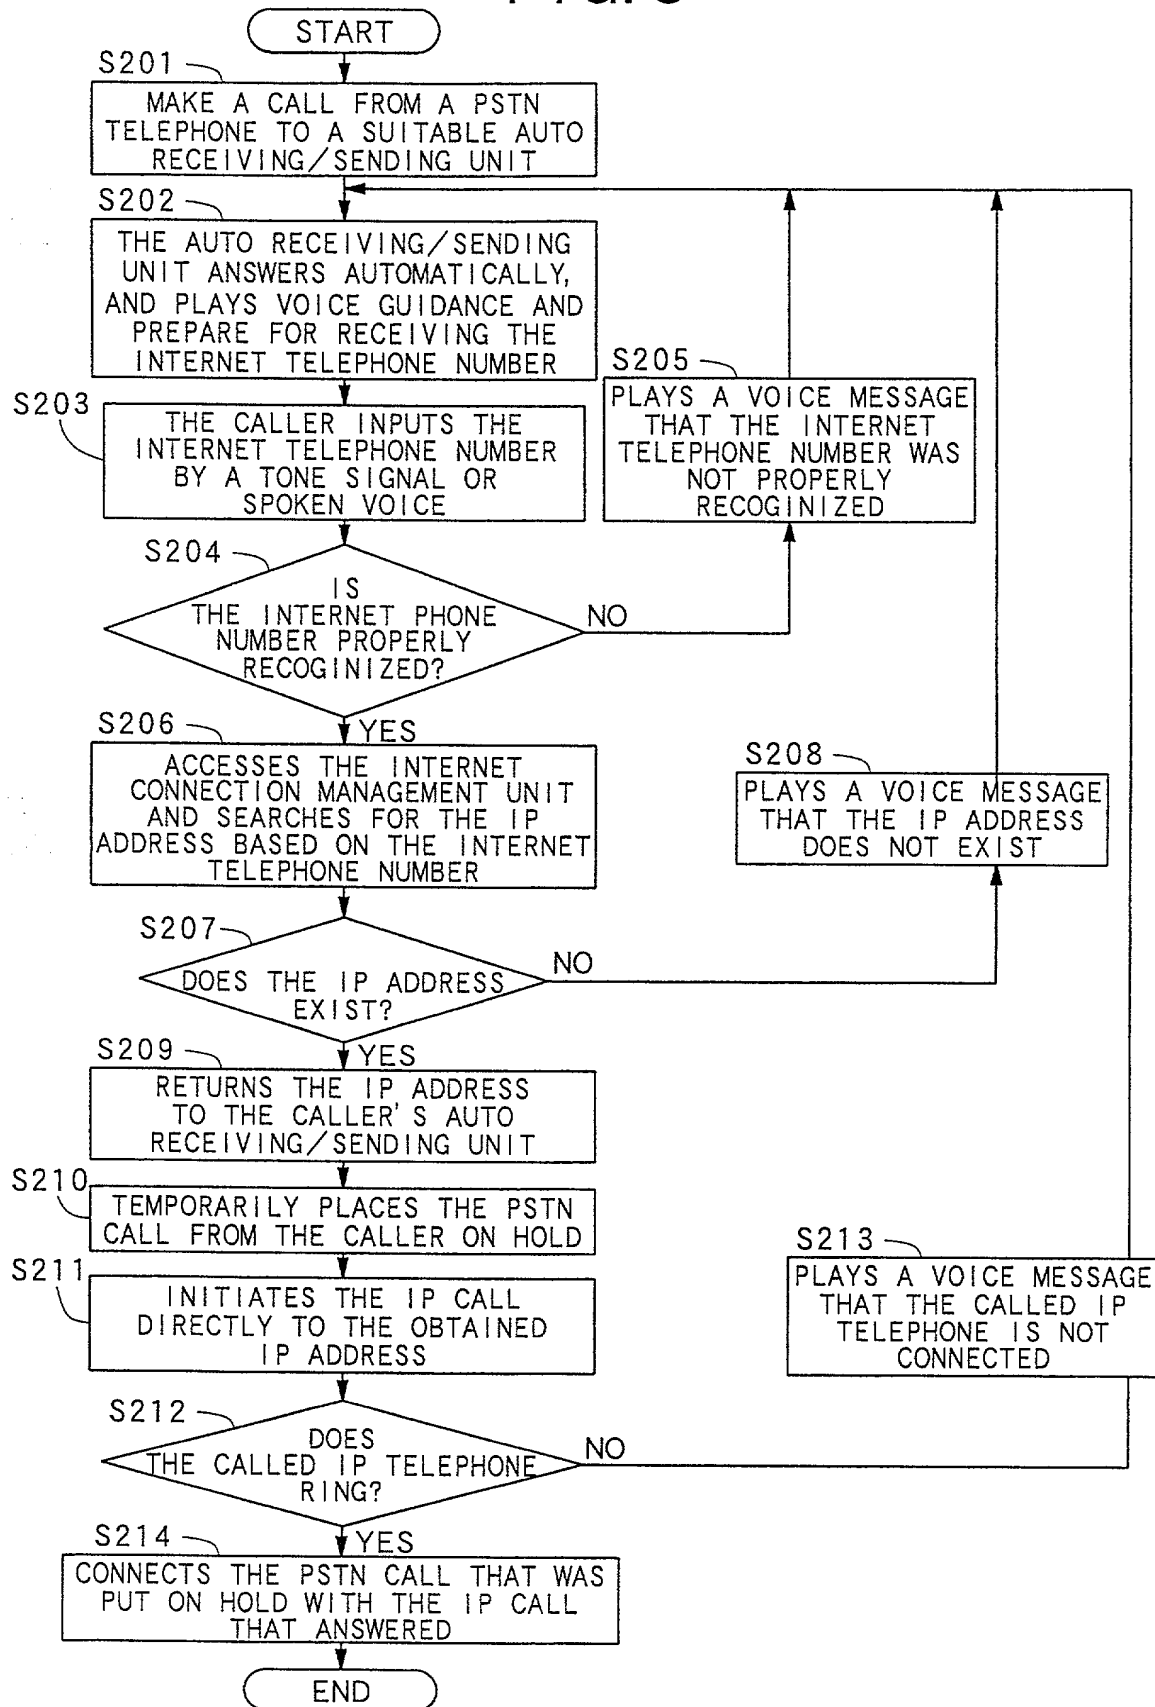 START
S201
MAKE A CALL FROM A PSTN
TELEPHONE TO A SUITABLE AUTO
RECEIVING/SENDING UNIT
S202
THE AUTO RECEIVING/SENDING
UNIT ANSWERS AUTOMATICALLY,
AND PLAYS VOICE GUIDANCE AND
PREPARE FOR RECEIVING THE
INTERNET TELEPHONE NUMBER
S203
THE CALLER INPUTS THE
INTERNET TELEPHONE NUMBER
BY A TONE SIGNAL OR
SPOKEN VOICE
S205
PLAYS A VOICE MESSAGE
THAT THE INTERNET
TELEPHONE NUMBER WAS
NOT PROPERLY
RECOGINIZED
S204
IS
THE INTERNET PHONE
NUMBER PROPERLY
RECOGINIZED?
NO
YES
S206
ACCESSES THE INTERNET
CONNECTION MANAGEMENT UNIT
AND SEARCHES FOR THE IP
ADDRESS BASED ON THE INTERNET
TELEPHONE NUMBER
S208
PLAYS A VOICE MESSAGE
THAT THE IP ADDRESS
DOES NOT EXIST
S207
DOES THE IP ADDRESS
EXIST?
NO
YES
S209
RETURNS THE IP ADDRESS
TO THE CALLER'S AUTO
RECEIVING/SENDING UNIT
S210
TEMPORARILY PLACES THE PSTN
CALL FROM THE CALLER ON HOLD
S211
INITIATES THE IP CALL
DIRECTLY TO THE OBTAINED
IP ADDRESS
S213
PLAYS A VOICE MESSAGE
THAT THE CALLED IP
TELEPHONE IS NOT
CONNECTED
S212
DOES
THE CALLED IP TELEPHONE
RING?
NO
YES
S214
CONNECTS THE PSTN CALL THAT WAS
PUT ON HOLD WITH THE IP CALL
THAT ANSWERED
END